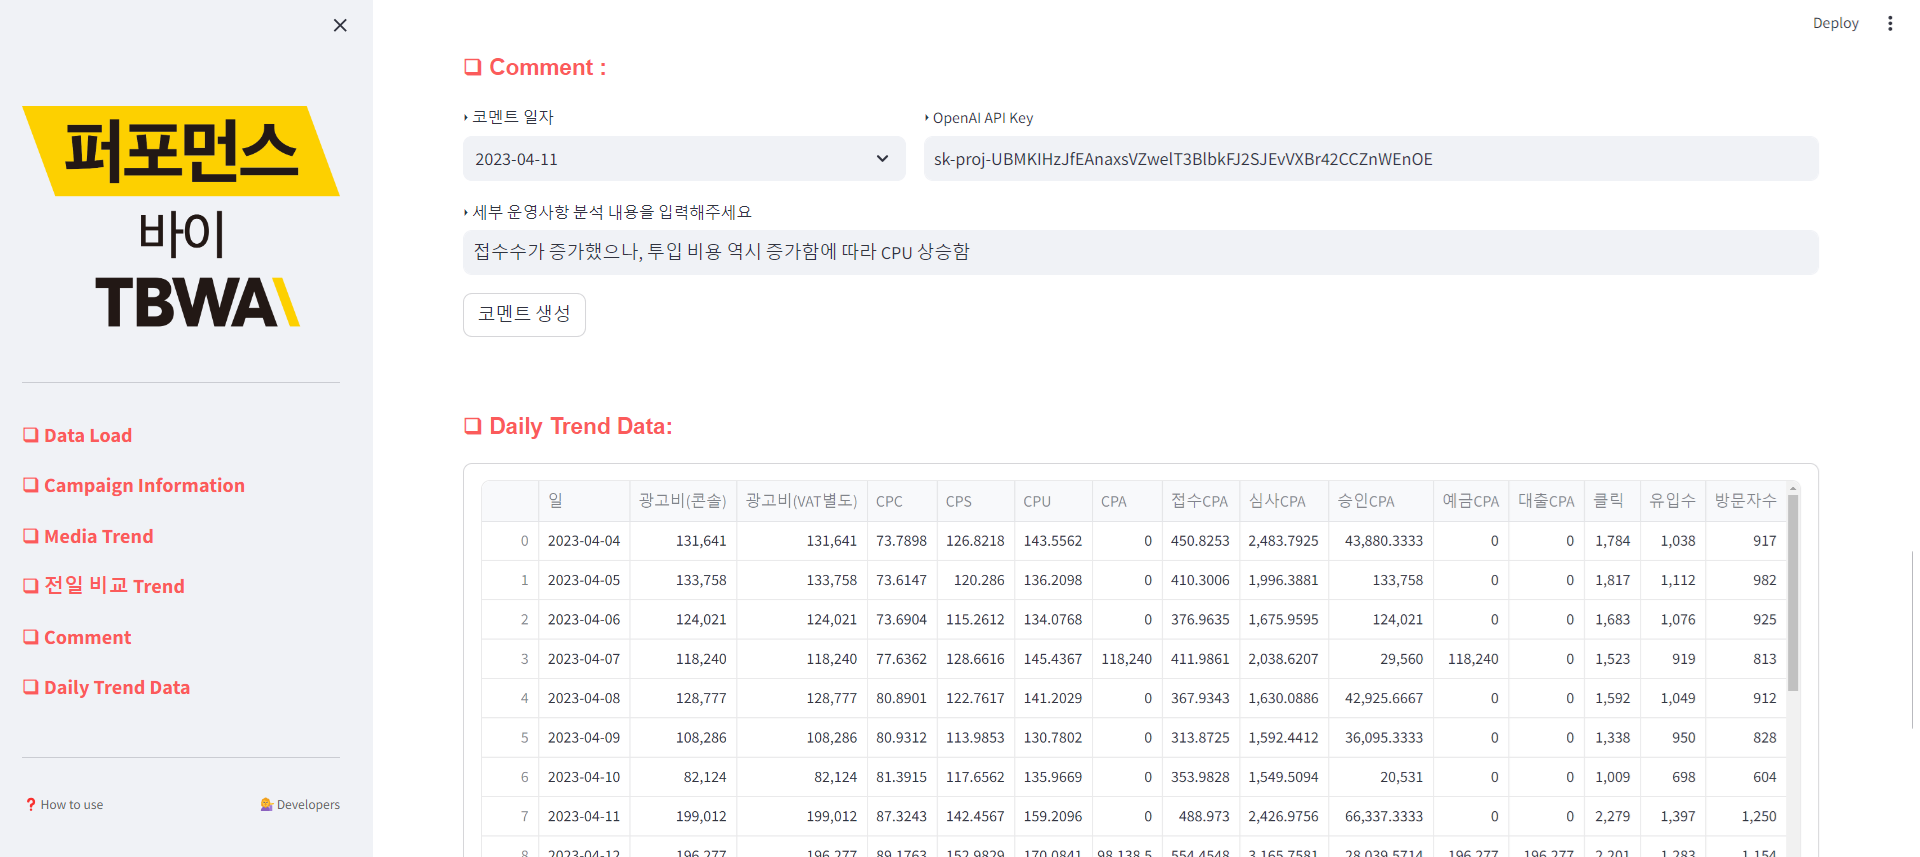 Deploy
퍼포먼스
바이
TBWA\
❏ Data Load
❏ Campaign Information
❏ Media Trend
❏ 전일 비교 Trend
❏ Comment
❏ Daily Trend Data
❓ How to use
Developers
❏ Comment :
‣ 코멘트 일자
2023-04-11
‣ OpenAI API Key
sk-proj-UBMKIHzJfEAnaxsVZwelT3BlbkFJ2SJEvVXBr42CCZnWEnOE
‣ 세부 운영사항 분석 내용을 입력해주세요
접수수가 증가했으나, 투입 비용 역시 증가함에 따라 CPU 상승함
코멘트 생성
❏ Daily Trend Data:
일 광고비(콘솔) 광고비(VAT별도) CPC CPS CPU CPA 접수CPA 심사CPA 승인CPA 예금CPA 대출CPA 클릭 유입수 방문자수
0 2023-04-04 131,641 131,641 73.7898 126.8218 143.5562 0 450.8253 2,483.7925 43,880.3333 0 0 1,784 1,038 917
1 2023-04-05 133,758 133,758 73.6147 120.286 136.2098 0 410.3006 1,996.3881 133,758 0 0 1,817 1,112 982
2 2023-04-06 124,021 124,021 73.6904 115.2612 134.0768 0 376.9635 1,675.9595 124,021 0 0 1,683 1,076 925
3 2023-04-07 118,240 118,240 77.6362 128.6616 145.4367 118,240 411.9861 2,038.6207 29,560 118,240 0 1,523 919 813
4 2023-04-08 128,777 128,777 80.8901 122.7617 141.2029 0 367.9343 1,630.0886 42,925.6667 0 0 1,592 1,049 912
5 2023-04-09 108,286 108,286 80.9312 113.9853 130.7802 0 313.8725 1,592.4412 36,095.3333 0 0 1,338 950 828
6 2023-04-10 82,124 82,124 81.3915 117.6562 135.9669 0 353.9828 1,549.5094 20,531 0 0 1,009 698 604
7 2023-04-11 199,012 199,012 87.3243 142.4567 159.2096 0 488.973 2,426.9756 66,337.3333 0 0 2,279 1,397 1,250
8 2023-04-12 196,277 196,277 89.1763 152.9829 170.0841 98,138.5 554.4548 3,165.7581 28,039.5714 196,277 196,277 2,201 1,283 1,154